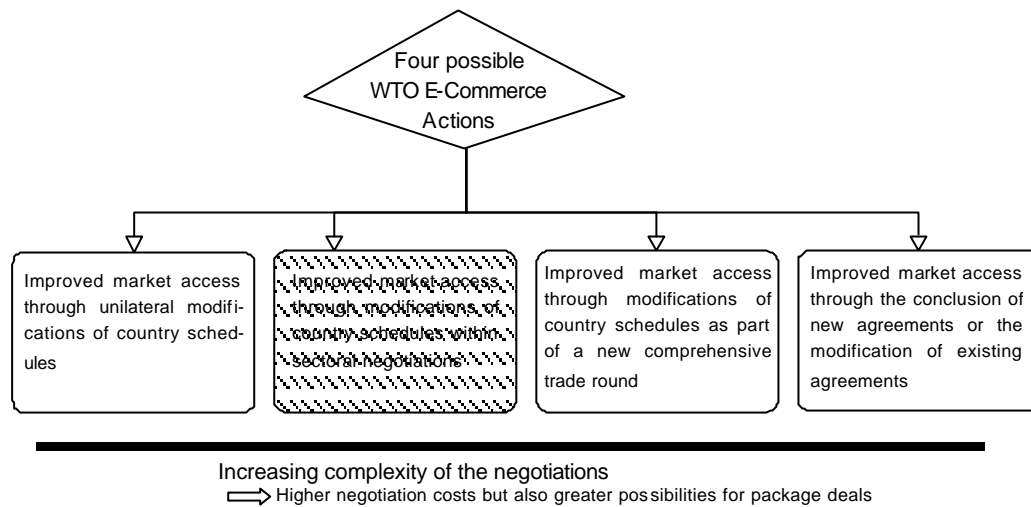 Four possible
WTO E-Commerce
Actions
Improved market access
through unilateral modifi-
cations of country sched-
ules
Improved market access
through modifications of
country schedules within
sectoral negotiations
Improved market access
through modifications of
country schedules as part
of a new comprehensive
trade round
Improved market access
through the conclusion of
new agreements or the
modification of existing
agreements
Increasing complexity of the negotiations
Higher negotiation costs but also greater possibilities for package deals